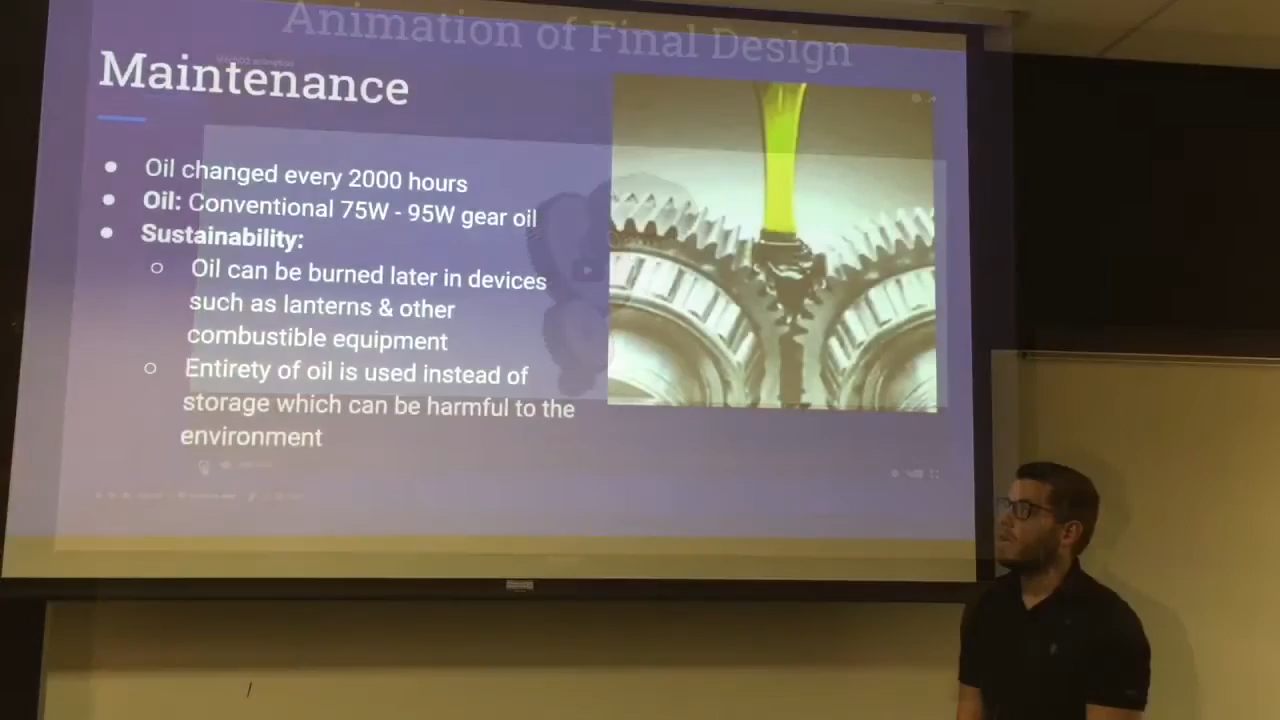 Animation of Final Design
Maintenance
● Oil changed every 2000 hours
● Oil: Conventional 75W - 95W gear oil
● Sustainability:
○ Oil can be burned later in devices
such as lanterns & other
combustible equipment
○ Entirety of oil is used instead of
storage which can be harmful to the
environment